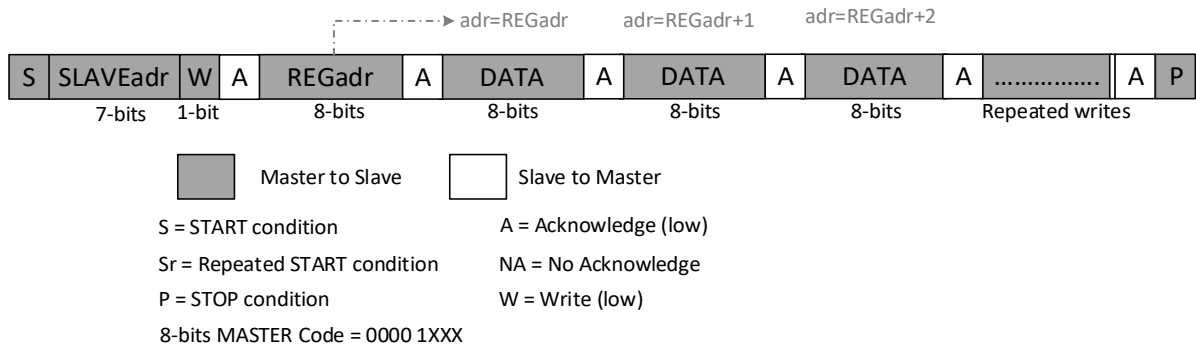 adr=REGadr adr=REGadr+1 adr=REGadr+2
S SLAVEadr W A REGadr A DATA A DATA A DATA A ................ A P
7-bits 1-bit 8-bits 8-bits 8-bits 8-bits Repeated writes
Master to Slave Slave to Master
S = START condition A = Acknowledge (low)
Sr = Repeated START condition NA = No Acknowledge
P = STOP condition W = Write (low)
8-bits MASTER Code = 0000 1XXX